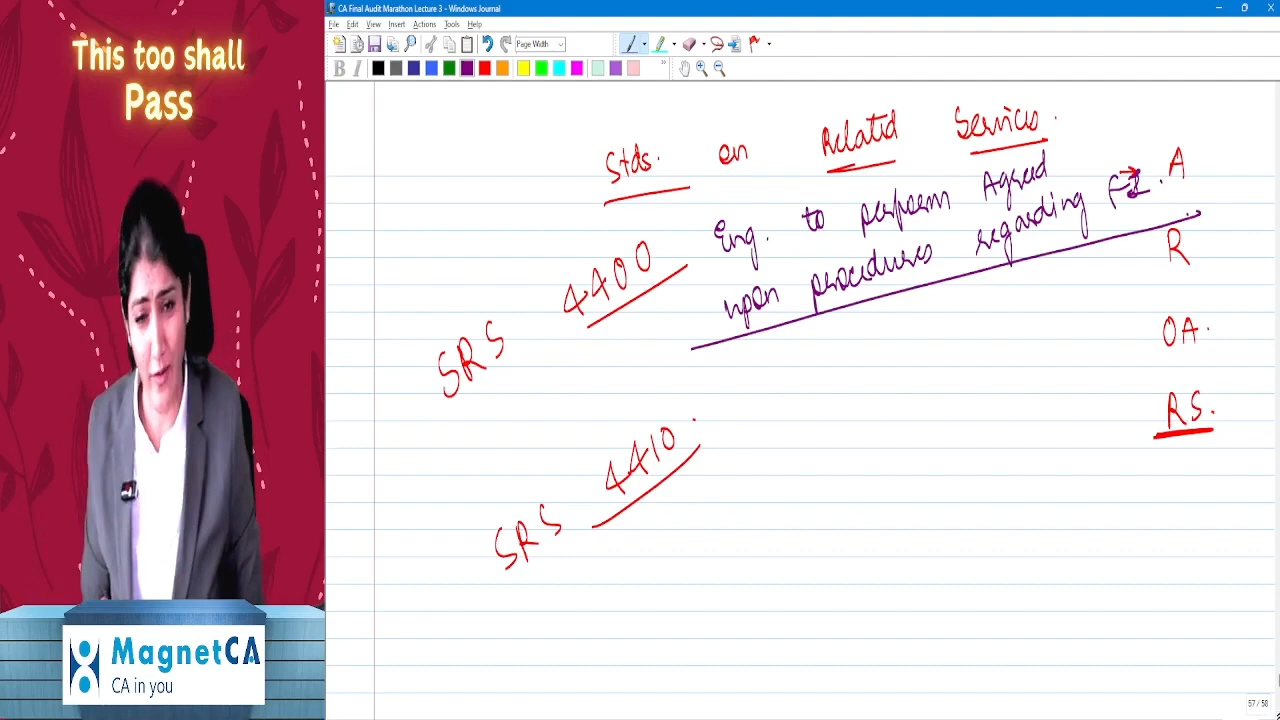 This too shall
Pass
CA Final Audit Marathon Lecture 3 - Windows Journal
File Edit View Insert Actions Tools Help
Page Width
B I
Stds. on Related Services.
SRS 4400 Eng. to perform Agreed
upon procedures regarding
A
R
OA.
RS.
SRS 4410
MagnetCA
CA in you
57 / 58